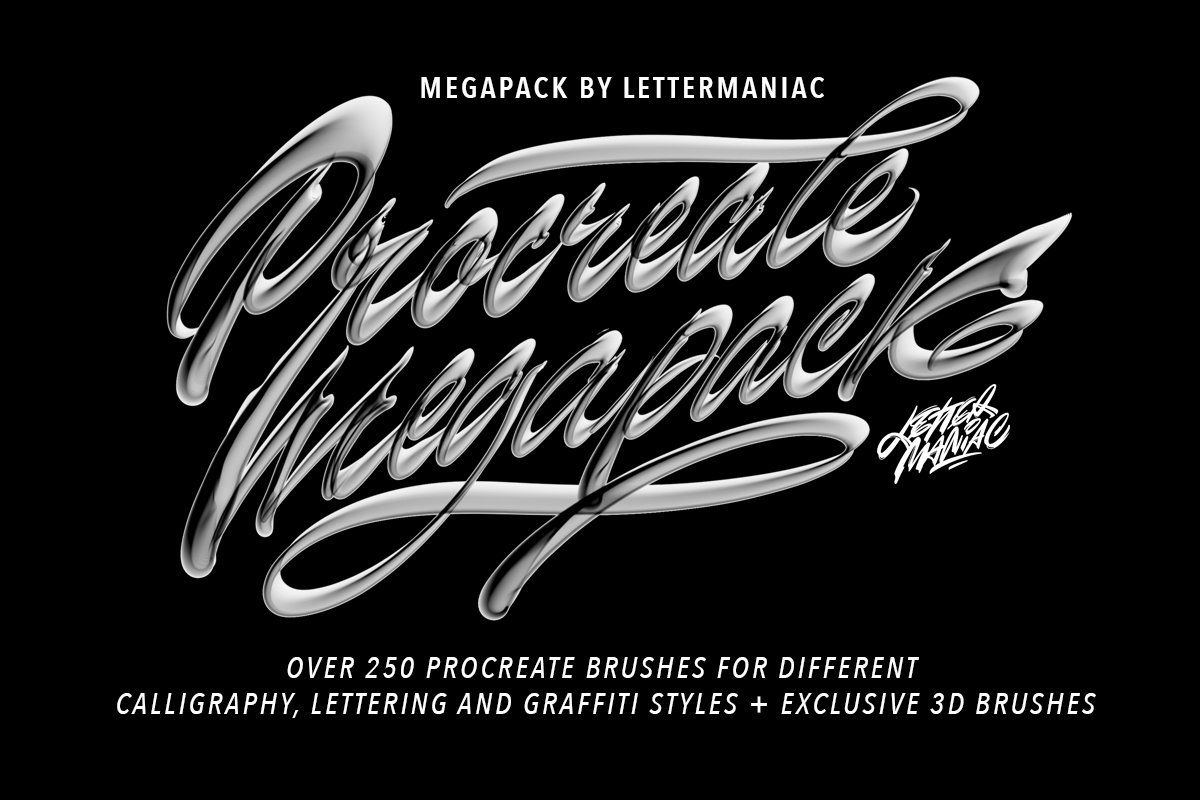 MEGAPACK BY LETTERMANIAC
Procreate
Megapack
LETTER
MANIAC
OVER 250 PROCREATE BRUSHES FOR DIFFERENT
CALLIGRAPHY, LETTERING AND GRAFFITI STYLES + EXCLUSIVE 3D BRUSHES